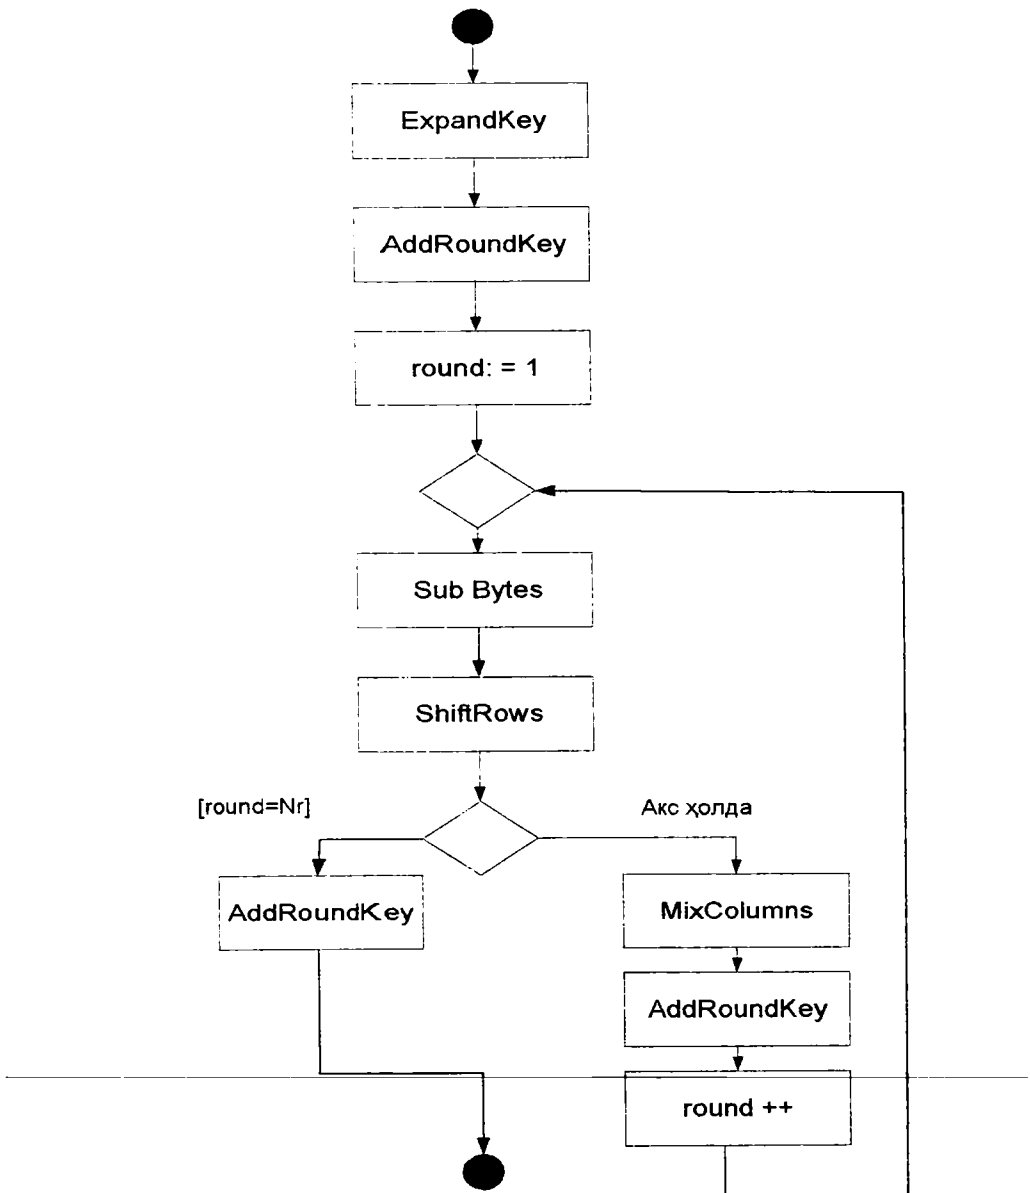 ExpandKey
AddRoundKey
round: = 1
Sub Bytes
ShiftRows
[round=Nr]
Акс ҳолда
AddRoundKey
MixColumns
AddRoundKey
round ++